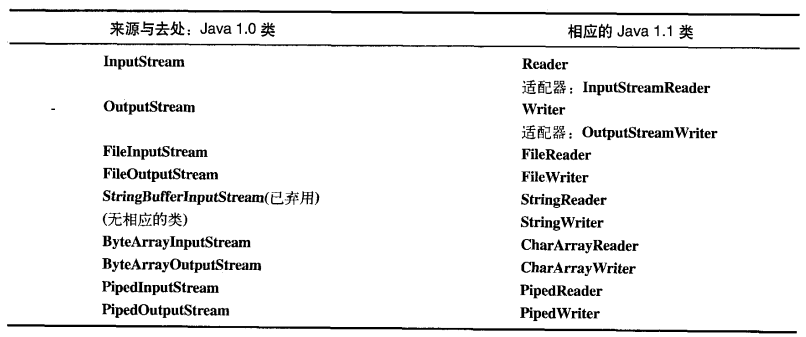 来源与去处：Java 1.0 类 相应的 Java 1.1 类
InputStream Reader
适配器：InputStreamReader
OutputStream Writer
适配器：OutputStreamWriter
FileInputStream FileReader
FileOutputStream FileWriter
StringBufferInputStream(已弃用) StringReader
(无相应的类) StringWriter
ByteArrayInputStream CharArrayReader
ByteArrayOutputStream CharArrayWriter
PipedInputStream PipedReader
PipedOutputStream PipedWriter